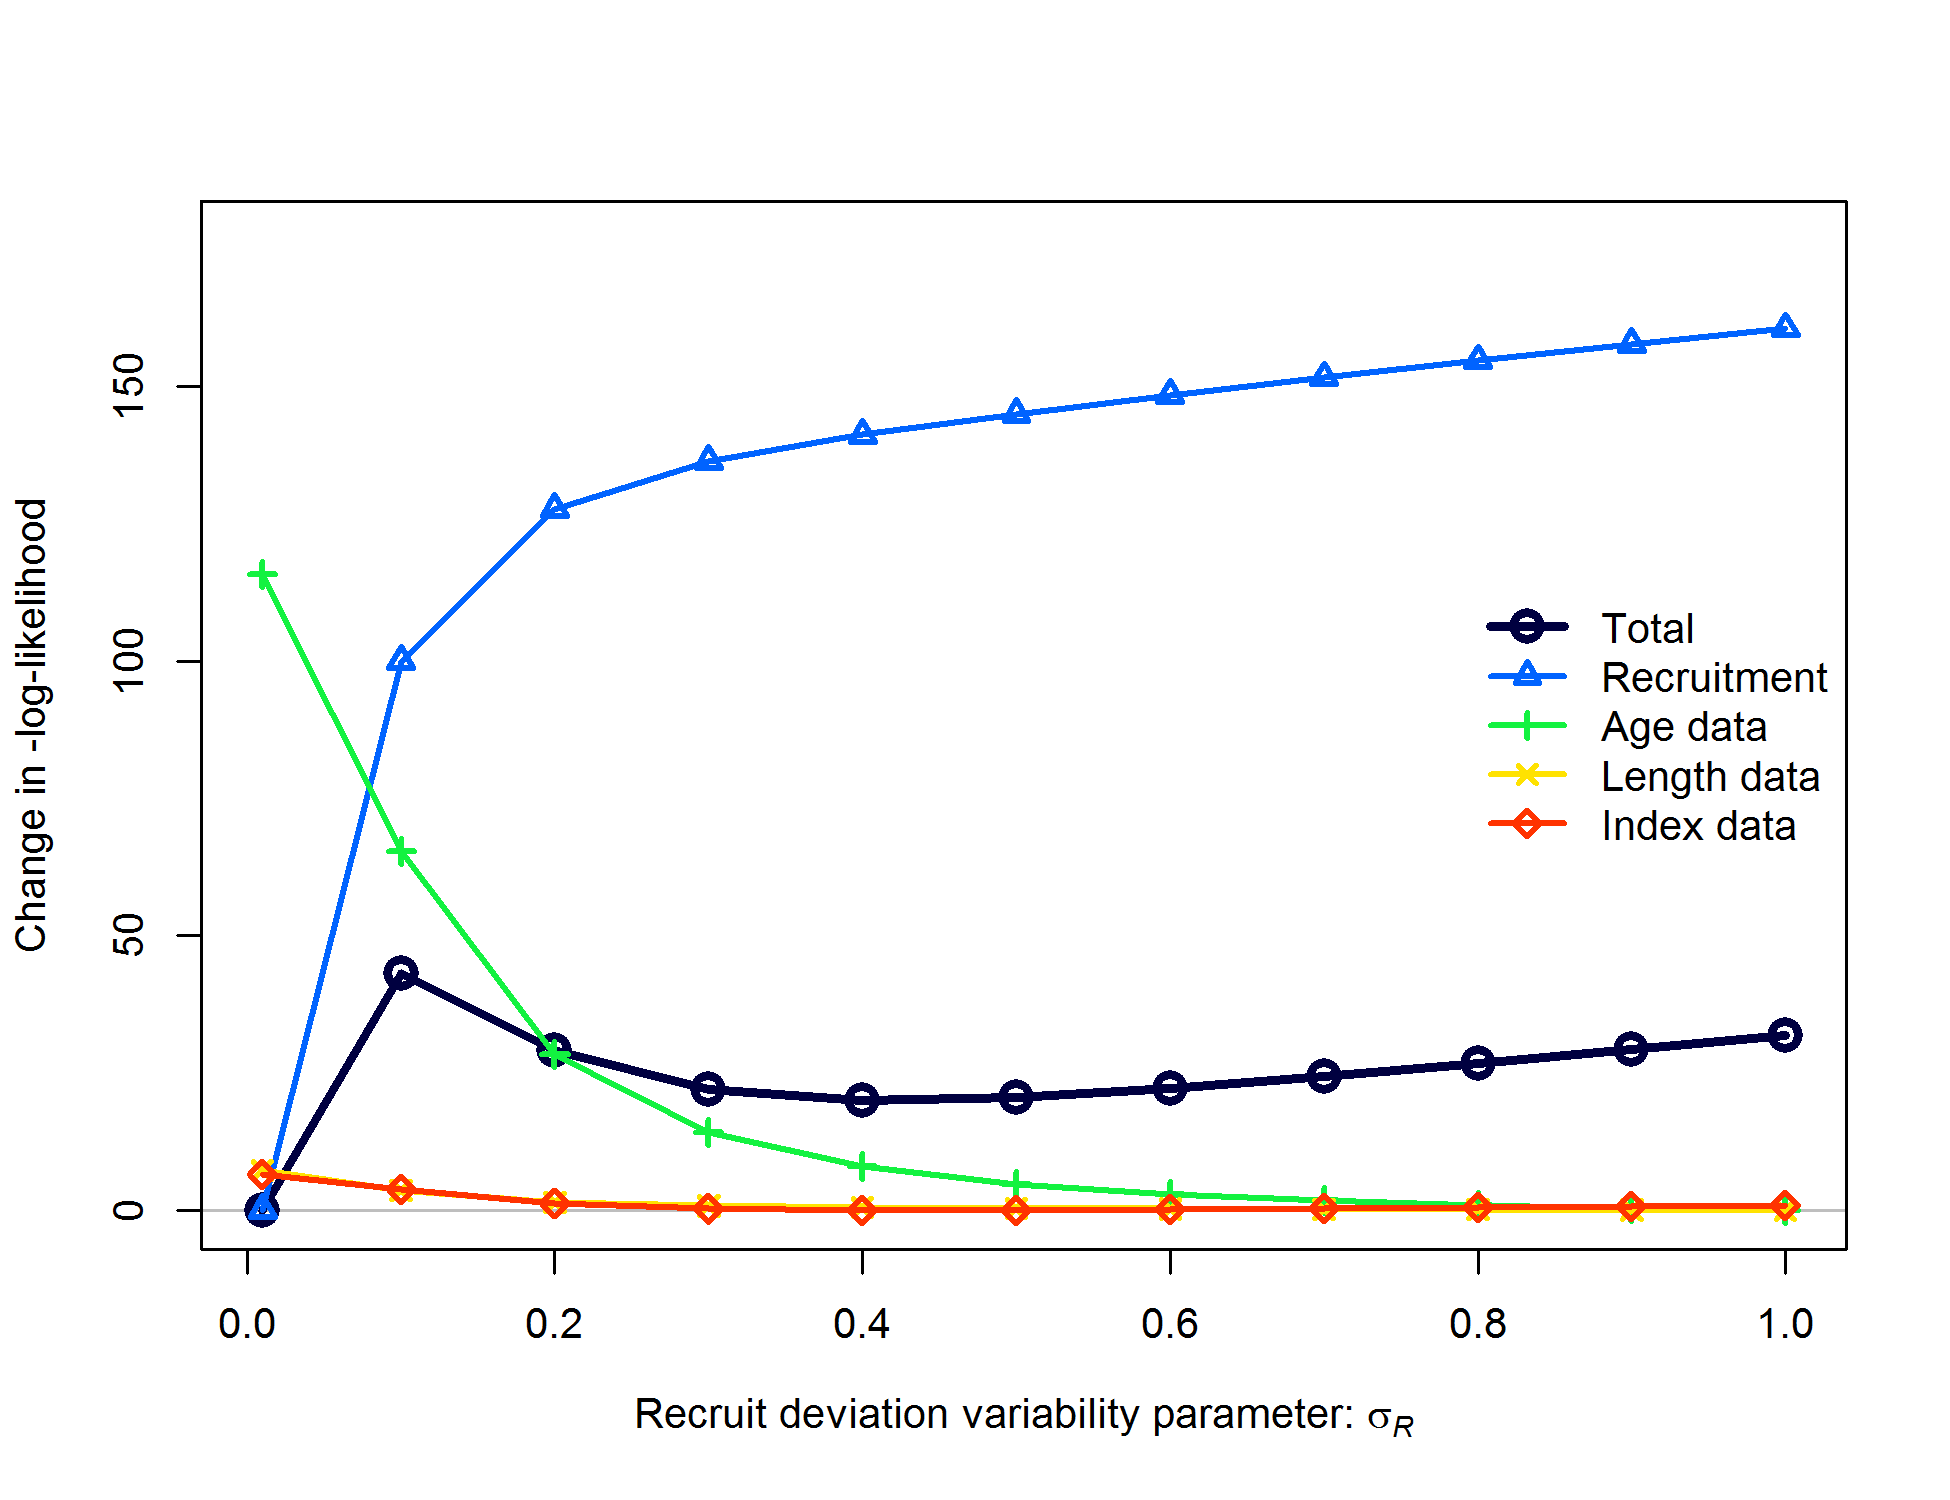 Change in -log-likelihood
150
100
50
0
Total
Recruitment
Age data
Length data
Index data
0.0 0.2 0.4 0.6 0.8 1.0
Recruit deviation variability parameter: σR